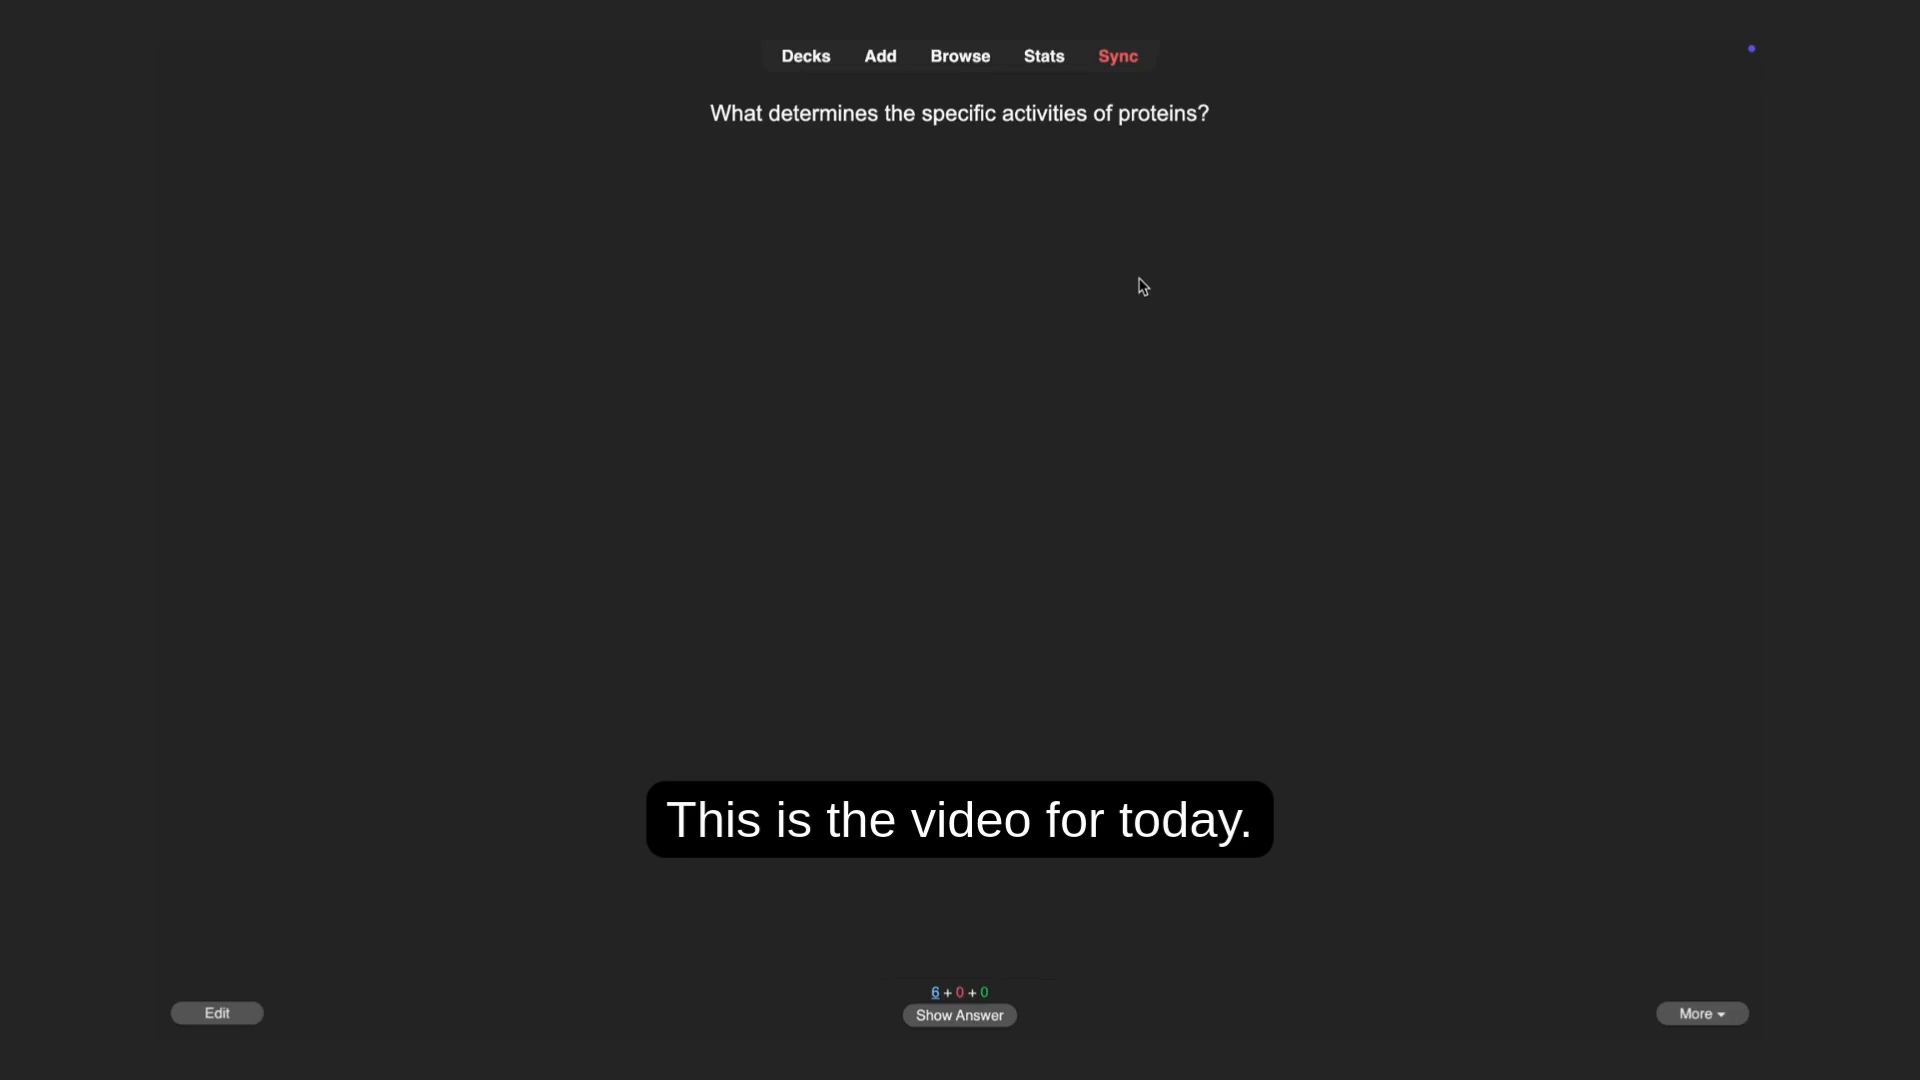 Decks Add Browse Stats Sync
What determines the specific activities of proteins?
This is the video for today.
6 + 0 + 0
Edit Show Answer More